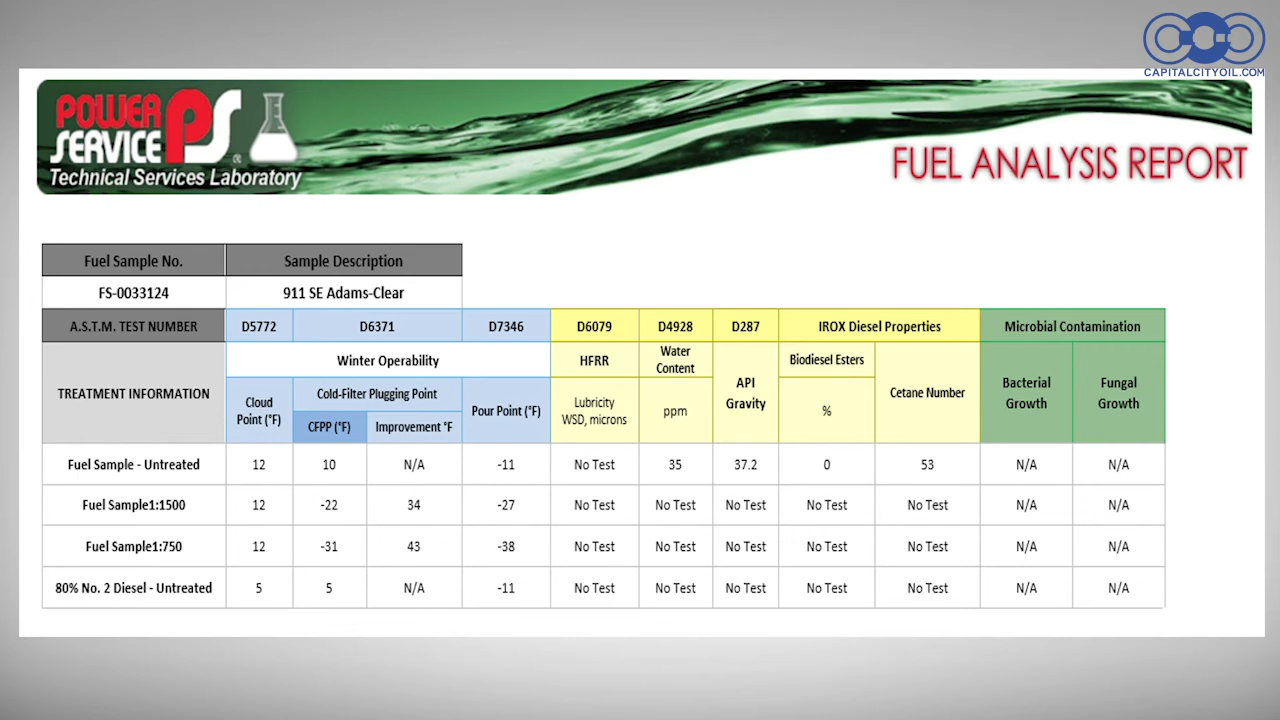 CAPITALCITYOIL.COM
POWER SERVICE PS ®
Technical Services Laboratory
FUEL ANALYSIS REPORT
Fuel Sample No. Sample Description
FS-0033124 911 SE Adams-Clear
A.S.T.M. TEST NUMBER D5772 D6371 D7346 D6079 D4928 D287 IROX Diesel Properties Microbial Contamination
TREATMENT INFORMATION Winter Operability HFRR Water Content API Gravity Biodiesel Esters Cetane Number Bacterial Growth Fungal Growth
Cloud Point (°F) Cold-Filter Plugging Point Pour Point (°F) Lubricity WSD, microns ppm %
CFPP (°F) Improvement °F
Fuel Sample - Untreated 12 10 N/A -11 No Test 35 37.2 0 53 N/A N/A
Fuel Sample1:1500 12 -22 34 -27 No Test No Test No Test No Test No Test N/A N/A
Fuel Sample1:750 12 -31 43 -38 No Test No Test No Test No Test No Test N/A N/A
80% No. 2 Diesel - Untreated 5 5 N/A -11 No Test No Test No Test No Test No Test N/A N/A